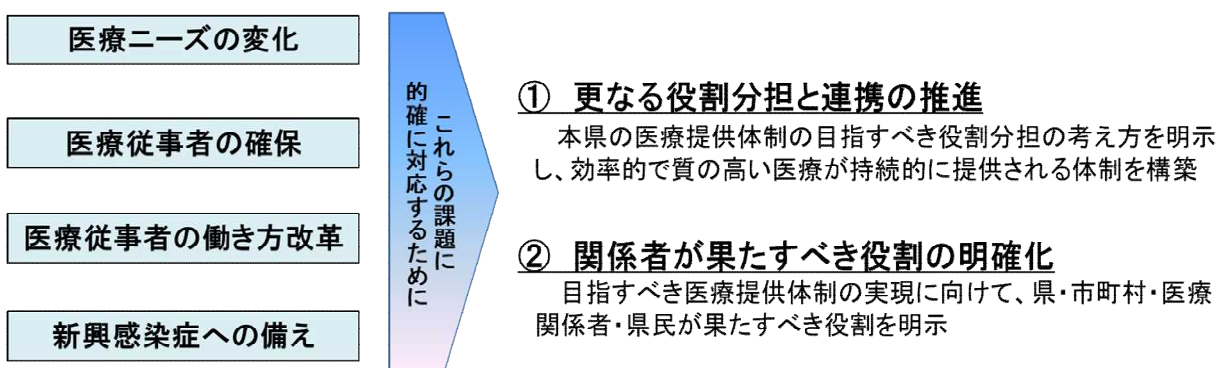 医療ニーズの変化
医療従事者の確保
医療従事者の働き方改革
新興感染症への備え
これらの課題に
的確に対応するために
① 更なる役割分担と連携の推進
本県の医療提供体制の目指すべき役割分担の考え方を明示
し、効率的で質の高い医療が持続的に提供される体制を構築
② 関係者が果たすべき役割の明確化
目指すべき医療提供体制の実現に向けて、県・市町村・医療
関係者・県民が果たすべき役割を明示